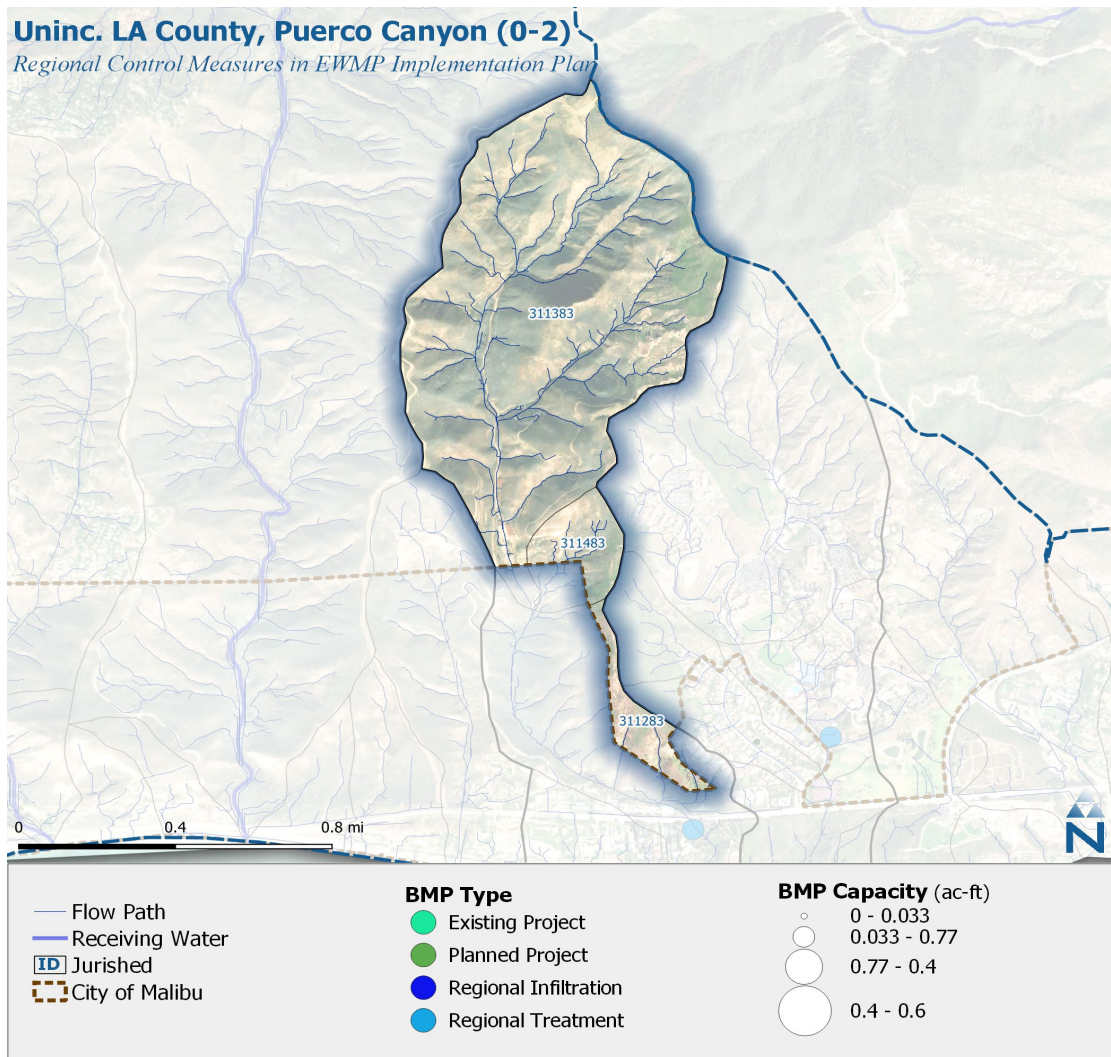 Uninc. LA County, Puerco Canyon (0-2)
Regional Control Measures in EWMP Implementation Plan
311383
311483
311283
0 0.4 0.8 mi
N
Flow Path
Receiving Water
ID Jurished
City of Malibu
BMP Type
Existing Project
Planned Project
Regional Infiltration
Regional Treatment
BMP Capacity (ac-ft)
0 - 0.033
0.033 - 0.77
0.77 - 0.4
0.4 - 0.6